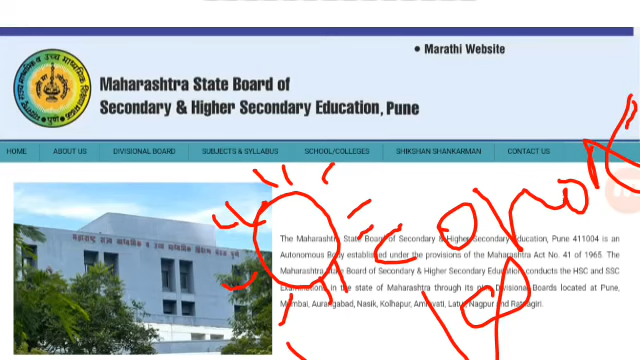 Marathi Website
Maharashtra State Board of
Secondary & Higher Secondary Education, Pune
HOME ABOUT US DIVISIONAL BOARD SUBJECTS & SYLLABUS SCHOOL/COLLEGES SHIKSHAN SHANKARMAN CONTACT US
The Maharashtra State Board of Secondary & Higher Secondary Education, Pune 411004 is an
Autonomous Body established under the provisions of the Maharashtra Act No. 41 of 1965. The
Maharashtra State Board of Secondary & Higher Secondary Education conducts the HSC and SSC
Examinations in the state of Maharashtra through its Divisional Boards located at Pune,
Mumbai, Aurangabad, Nasik, Kolhapur, Amravati, Latur, Nagpur and Ratnagiri.